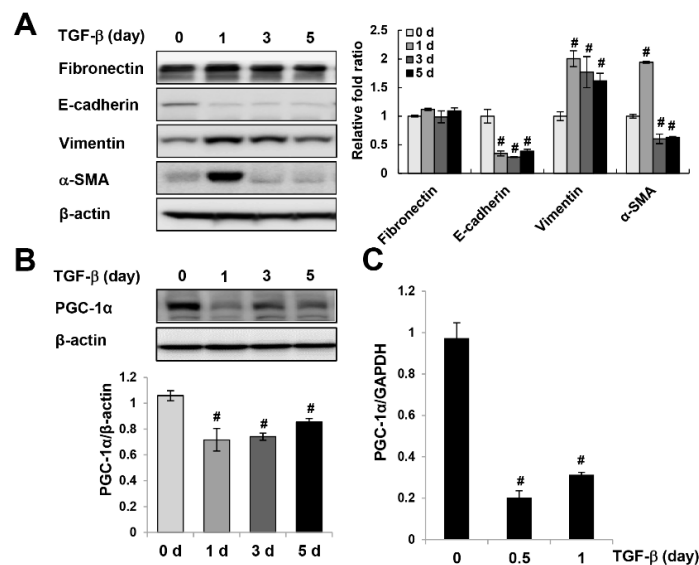 A
TGF-β (day)
0 1 3 5
Fibronectin
E-cadherin
Vimentin
α-SMA
β-actin
Relative fold ratio
2.5
2
1.5
1
0.5
0
0 d
1 d
3 d
5 d
# # #
# # #
# # #
Fibronectin
E-cadherin
Vimentin
α-SMA
B
TGF-β (day)
0 1 3 5
PGC-1α
β-actin
PGC-1α/β-actin
1.2
1
0.8
0.6
0.4
0.2
0
# # #
0 d 1 d 3 d 5 d
C
PGC-1α/GAPDH
1.2
1
0.8
0.6
0.4
0.2
0
# #
0 0.5 1 TGF-β (day)